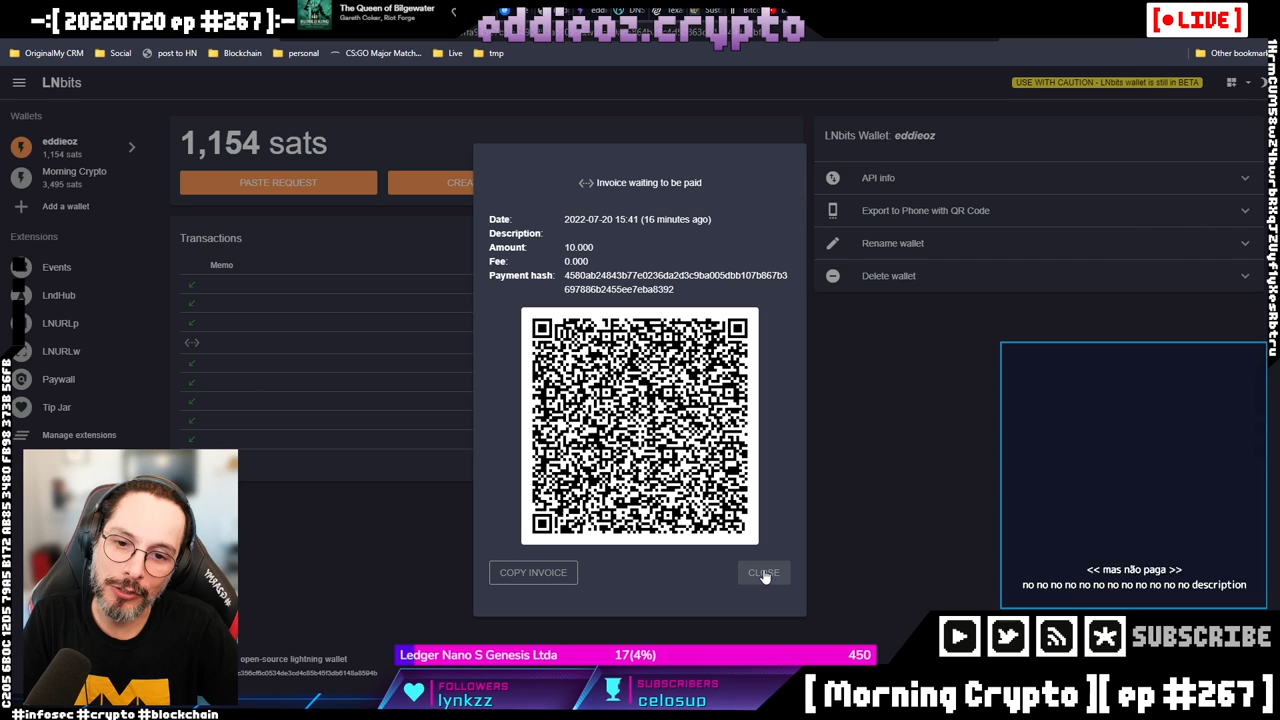 -:[ 20220720 ep #267 ]:-
The Queen of Bilgewater
Gareth Coker, Riot Forge
eddieoz.crypto
[●LIVE]
OriginalMy CRM
Social
post to HN
Blockchain
personal
CS:GO Major Match...
Live
tmp
Other bookmar
LNbits
USE WITH CAUTION - LNbits wallet is still in BETA
Wallets
eddieoz
1,154 sats
Morning Crypto
3,495 sats
Add a wallet
Extensions
Events
LndHub
LNURLp
LNURLw
Paywall
Tip Jar
Manage extensions
1,154 sats
PASTE REQUEST
CREA
Transactions
Memo
Invoice waiting to be paid
Date: 2022-07-20 15:41 (16 minutes ago)
Description:
Amount: 10.000
Fee: 0.000
Payment hash: 4580ab24843b77e0236da2d3c9ba005dbb107b867b3
697886b2455ee7eba8392
COPY INVOICE
CLOSE
LNbits Wallet: eddieoz
API info
Export to Phone with QR Code
Rename wallet
Delete wallet
<< mas não paga >>
no no no no no no no no no no no description
open-source lightning wallet
Ledger Nano S Genesis Ltda 17(4%) 450
FOLLOWERS
lynkzz
SUBSCRIBERS
celosup
SUBSCRIBE
[ Morning Crypto ][ ep #267 ]
#infosec #crypto #blockchain